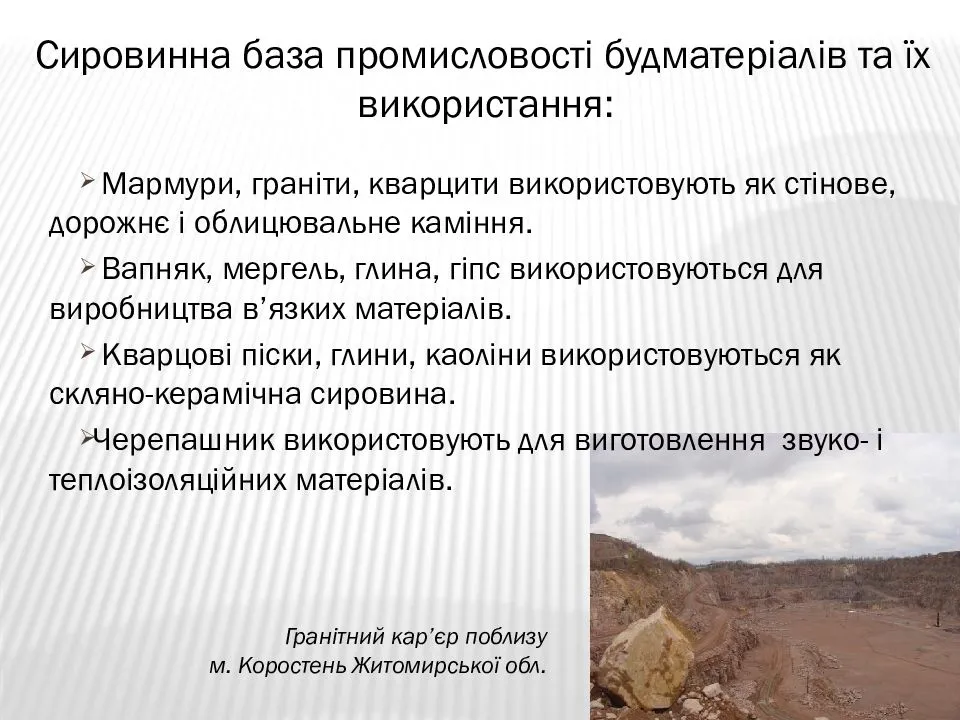 Сировинна база промисловості будматеріалів та їх
використання:
➢ Мармури, граніти, кварцити використовують як стінове,
дорожнє і облицювальне каміння.
➢ Вапняк, мергель, глина, гіпс використовуються для
виробництва в’язких матеріалів.
➢ Кварцові піски, глини, каоліни використовуються як
скляно-керамічна сировина.
➢Черепашник використовують для виготовлення  звуко- і
теплоізоляційних матеріалів.
Гранітний кар’єр поблизу
м. Коростень Житомирської обл.